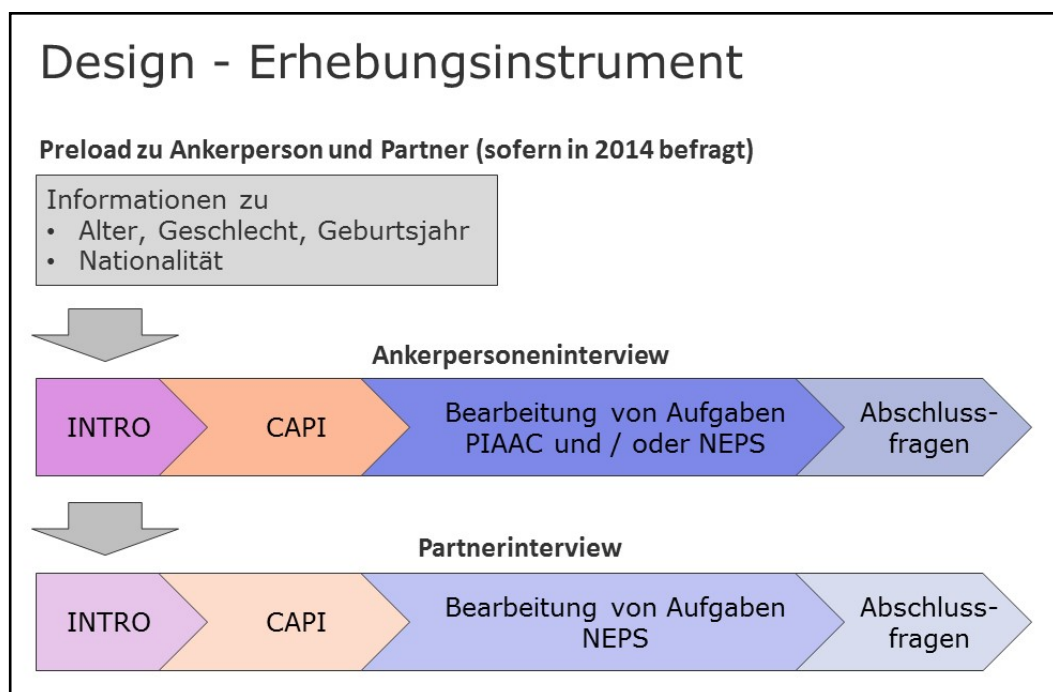 Design - Erhebungsinstrument
Preload zu Ankerperson und Partner (sofern in 2014 befragt)
Informationen zu
• Alter, Geschlecht, Geburtsjahr
• Nationalität
Ankerpersoneninterview
INTRO
CAPI
Bearbeitung von Aufgaben
PIAAC und / oder NEPS
Abschluss-
fragen
Partnerinterview
INTRO
CAPI
Bearbeitung von Aufgaben
NEPS
Abschluss-
fragen